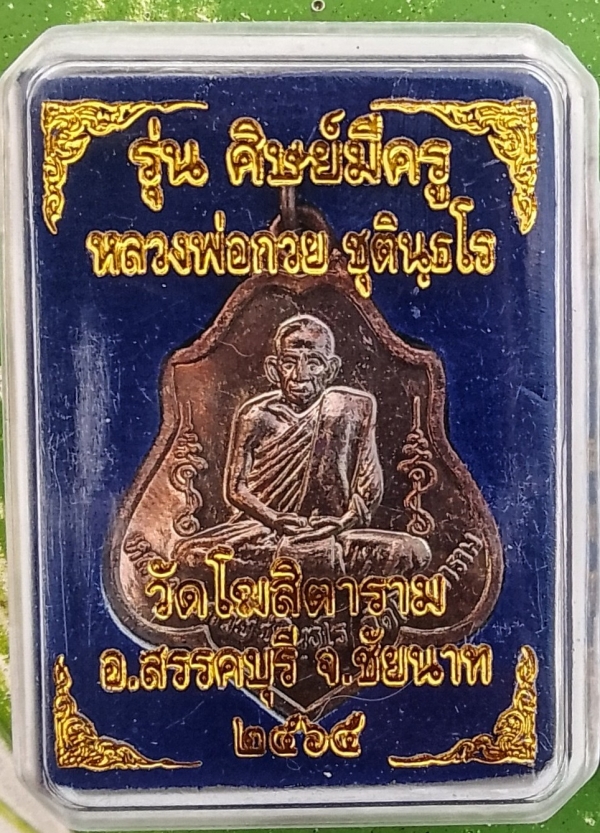 รุ่น ศิษย์มีครู
หลวงพ่อกวย ชุตินฺธโร
วัดโฆสิตาราม
อ.สรรคบุรี จ.ชัยนาท
๒๕๖๕